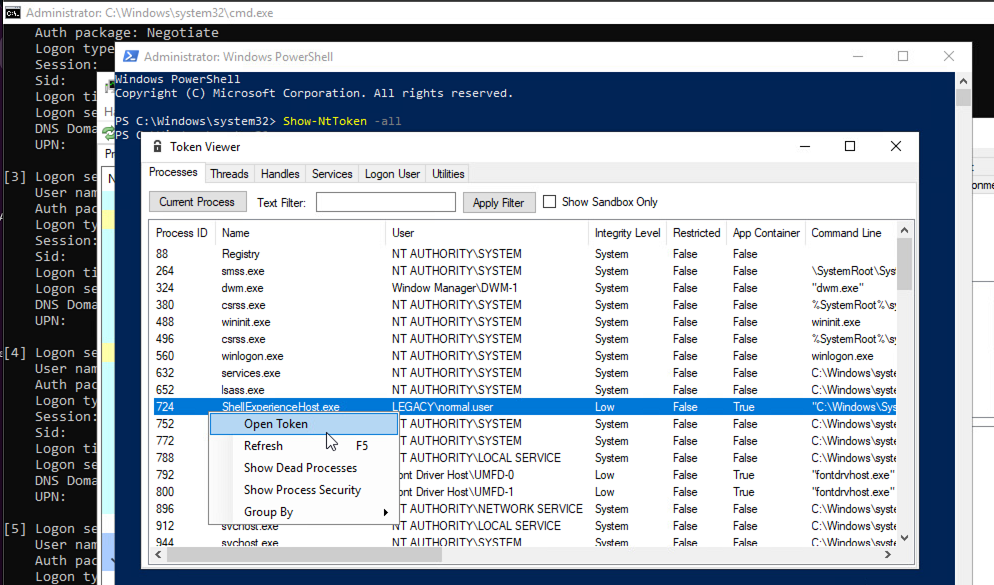 Administrator: C:\Windows\system32\cmd.exe
Auth package: Negotiate
Logon type
Session:
Sid:
Logon ti
Logon se
DNS Doma
UPN:
[3] Logon se
User nam
Auth pac
Logon ty
Session:
Sid:
Logon ti
Logon se
DNS Doma
UPN:
[4] Logon se
User nam
Auth pac
Logon ty
Session:
Sid:
Logon ti
Logon se
DNS Doma
UPN:
[5] Logon se
User nam
Auth pac
Logon ty
Administrator: Windows PowerShell
Windows PowerShell
Copyright (C) Microsoft Corporation. All rights reserved.
PS C:\Windows\system32> Show-NtToken -all
PS C:
Token Viewer
Processes Threads Handles Services Logon User Utilities
Current Process Text Filter: Apply Filter Show Sandbox Only
Process ID Name User Integrity Level Restricted App Container Command Line
88 Registry NT AUTHORITY\SYSTEM System False False
264 smss.exe NT AUTHORITY\SYSTEM System False False \SystemRoot\Sys
324 dwm.exe Window Manager\DWM-1 System False False "dwm.exe"
380 csrss.exe NT AUTHORITY\SYSTEM System False False %SystemRoot%\s
488 wininit.exe NT AUTHORITY\SYSTEM System False False wininit.exe
496 csrss.exe NT AUTHORITY\SYSTEM System False False %SystemRoot%\s
560 winlogon.exe NT AUTHORITY\SYSTEM System False False winlogon.exe
632 services.exe NT AUTHORITY\SYSTEM System False False C:\Windows\syste
652 lsass.exe NT AUTHORITY\SYSTEM System False False C:\Windows\syste
724 ShellExperienceHost.exe LEGACY\normal.user Low False True "C:\Windows\Sys
752 T AUTHORITY\SYSTEM System False False C:\Windows\syste
772 T AUTHORITY\SYSTEM System False False C:\Windows\syste
788 T AUTHORITY\LOCAL SERVICE System False False C:\Windows\syste
792 ont Driver Host\UMFD-0 Low False True "fontdrvhost.exe"
800 ont Driver Host\UMFD-1 Low False True "fontdrvhost.exe"
896 T AUTHORITY\NETWORK SERVICE System False False C:\Windows\syste
912 svchost.exe T AUTHORITY\LOCAL SERVICE System False False C:\Windows\syste
944 svchost.exe NT AUTHORITY\SYSTEM System False False C:\Windows\syste
Open Token
Refresh F5
Show Dead Processes
Show Process Security
Group By